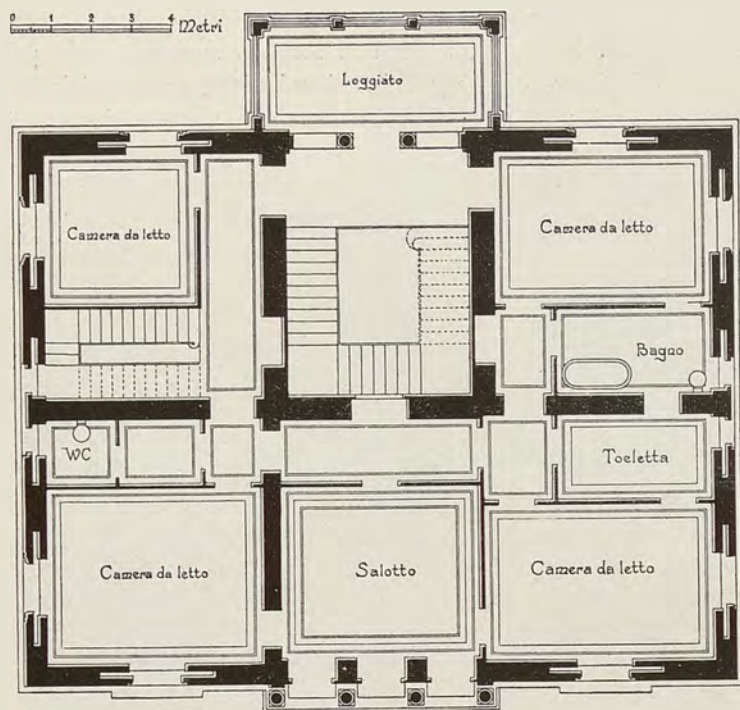 0 1 2 3 4 Metri
Loggiato
Camera da letto
Camera da letto
Bagno
WC
Toeletta
Camera da letto
Salotto
Camera da letto